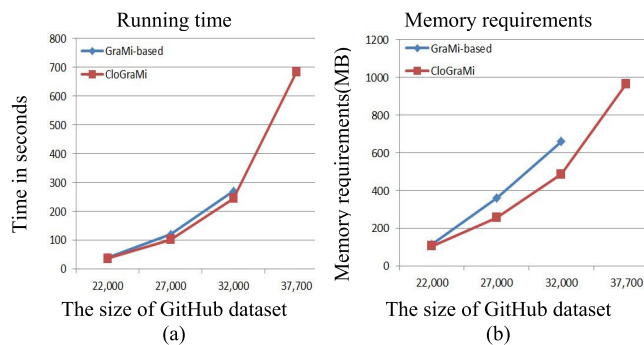 Running time
800
700
600
500
400
300
200
100
0
GraMi-based
CloGraMi
Time in seconds
22,000 27,000 32,000 37,700
The size of GitHub dataset
(a)
Memory requirements
1200
1000
800
600
400
200
0
GraMi-based
CloGraMi
Memory requirements(MB)
22,000 27,000 32,000 37,700
The size of GitHub dataset
(b)